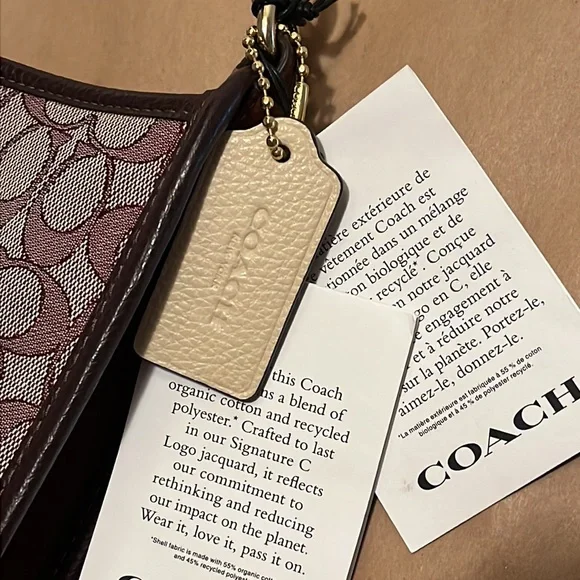 COACH
this Coach
a blend of
organic cotton and recycled
polyester.* Crafted to last
in our Signature C
Logo jacquard, it reflects
our commitment to
rethinking and reducing
our impact on the planet.
Wear it, love it, pass it on.
*Shell fabric is made with 55% organic cotton
and 45% recycled polyester
extérieure de
vêtement Coach est
dans un mélange
biologique et de
recyclé.* Conçue
notre jacquard
en C, elle
engagement à
et à réduire notre
sur la planète. Portez-le,
aimez-le, donnez-le.
*La matière extérieure est fabriquée à 55 % de coton
biologique et à 45 % de polyester recyclé.
COACH